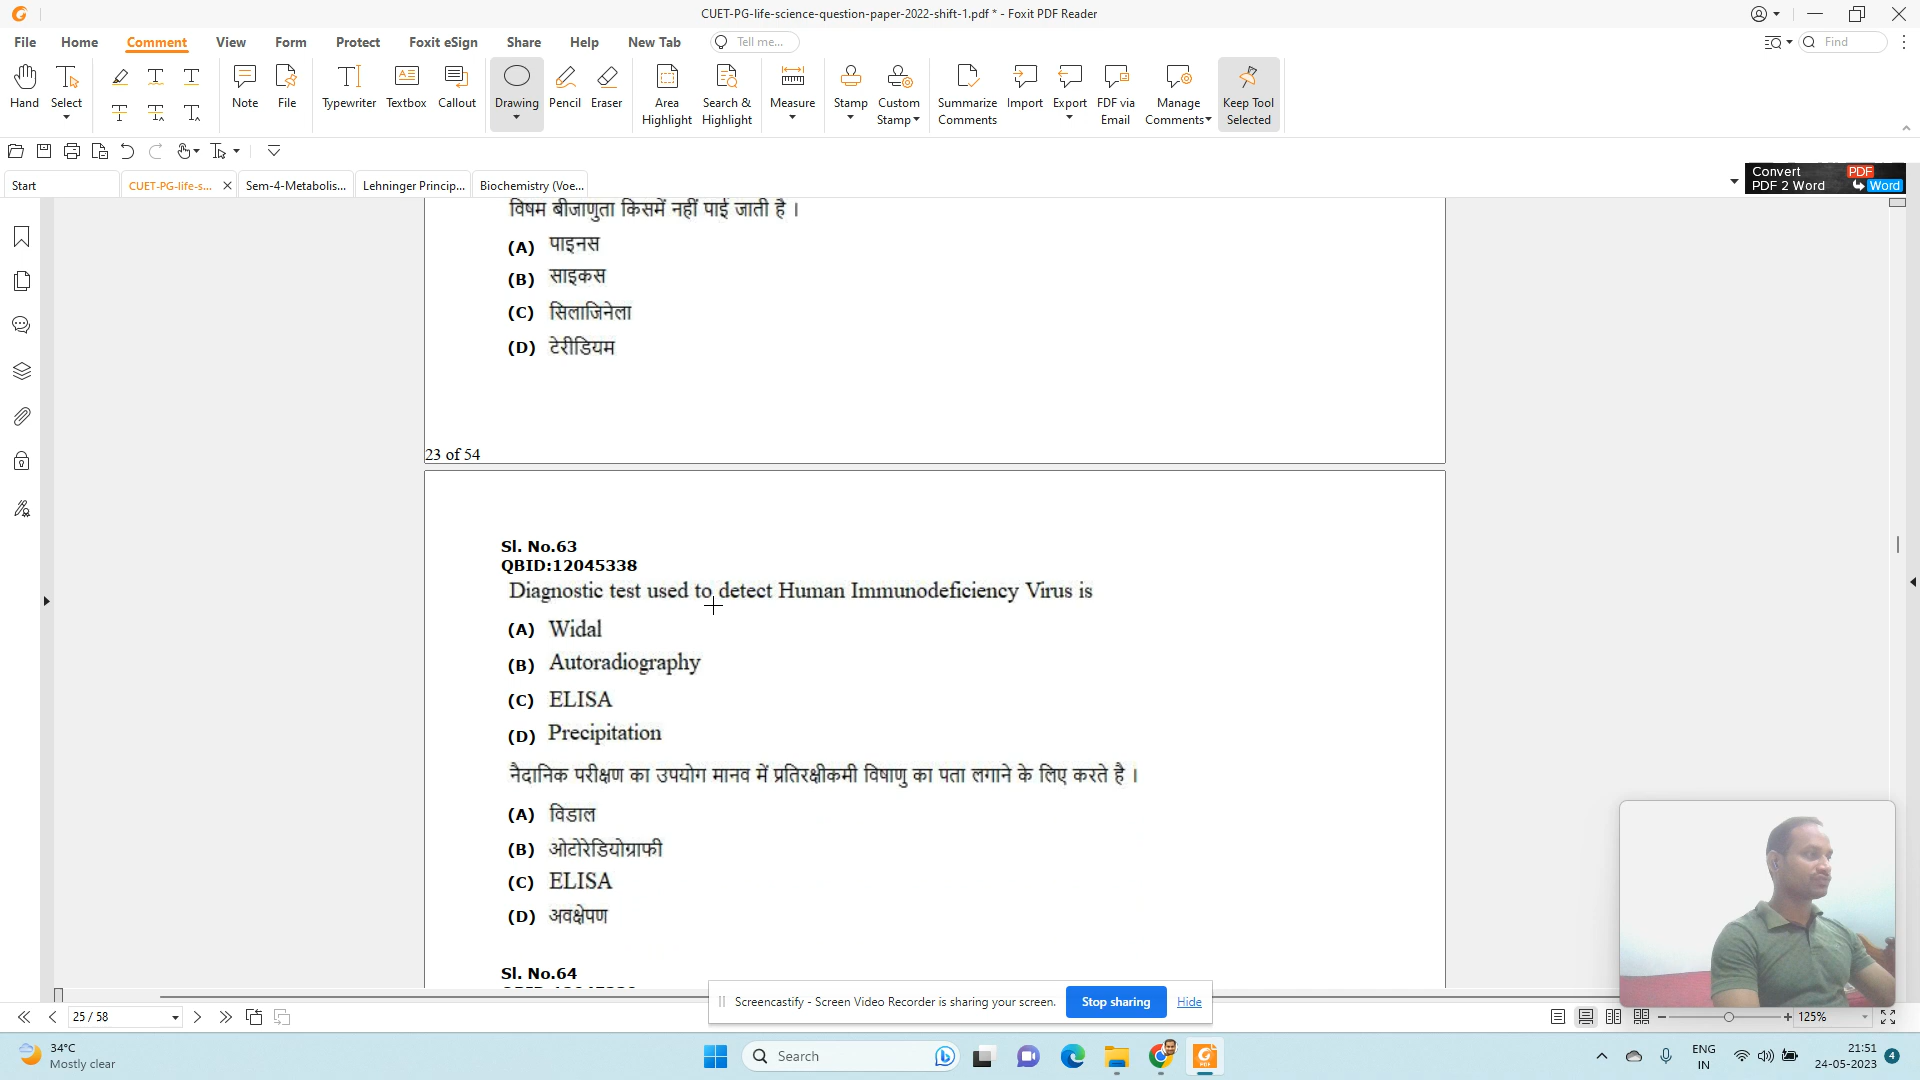 CUET-PG-life-science-question-paper-2022-shift-1.pdf * - Foxit PDF Reader
File Home Comment View Form Protect Foxit eSign Share Help New Tab Tell me... Find
Hand Select Note File Typewriter Textbox Callout Drawing Pencil Eraser Area Highlight Search & Highlight Measure Stamp Custom Stamp Summarize Comments Import Export FDF via Email Manage Comments Keep Tool Selected
Start CUET-PG-life-s... Sem-4-Metabolis... Lehninger Princip... Biochemistry (Voe...
Convert PDF
PDF 2 Word Word
विषम बीजाणुता किसमें नहीं पाई जाती है ।
(A) पाइनस
(B) साइकस
(C) सिलाजिनेला
(D) टेरीडियम
23 of 54
Sl. No.63
QBID:12045338
Diagnostic test used to detect Human Immunodeficiency Virus is
(A) Widal
(B) Autoradiography
(C) ELISA
(D) Precipitation
नैदानिक परीक्षण का उपयोग मानव में प्रतिरक्षीकमी विषाणु का पता लगाने के लिए करते है ।
(A) विडाल
(B) ओटोरेडियोग्राफी
(C) ELISA
(D) अवक्षेपण
Sl. No.64
Screencastify - Screen Video Recorder is sharing your screen. Stop sharing Hide
25 / 58 125%
34°C
Mostly clear
Search
ENG
IN
21:51
24-05-2023
4